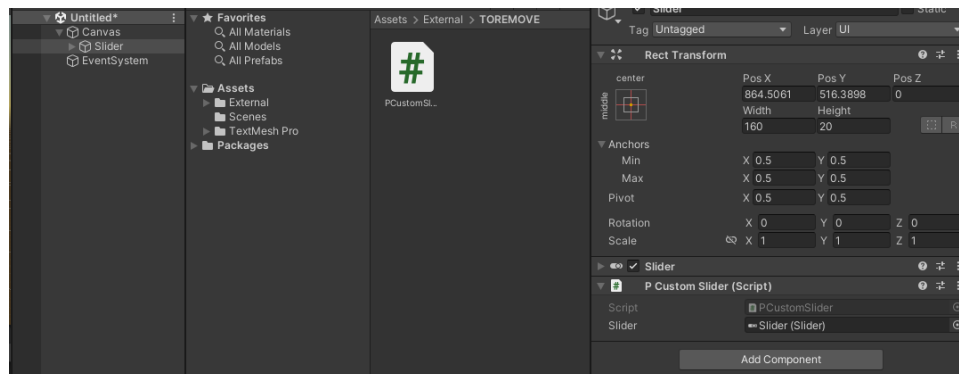 Untitled*
Canvas
Slider
EventSystem
Favorites
All Materials
All Models
All Prefabs
Assets
External
Scenes
TextMesh Pro
Packages
Assets > External > TOREMOVE
#
PCustomSl...
Slider Static
Tag Untagged Layer UI
Rect Transform
center Pos X Pos Y Pos Z
middle 864.5061 516.3898 0
Width Height
160 20 R
Anchors
Min X 0.5 Y 0.5
Max X 0.5 Y 0.5
Pivot X 0.5 Y 0.5
Rotation X 0 Y 0 Z 0
Scale X 1 Y 1 Z 1
Slider
# P Custom Slider (Script)
Script PCustomSlider
Slider Slider (Slider)
Add Component